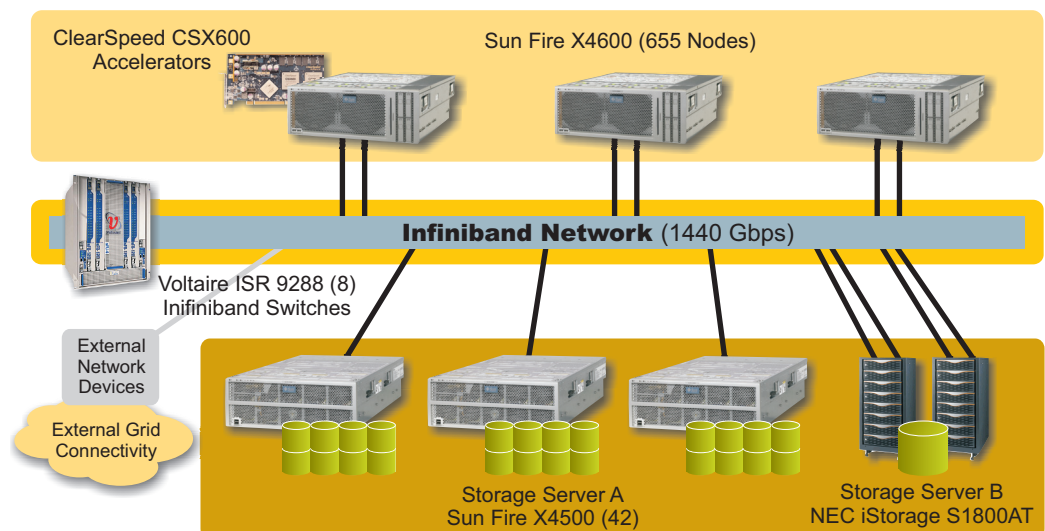 ClearSpeed CSX600
Accelerators
Sun Fire X4600 (655 Nodes)
Infiniband Network (1440 Gbps)
Voltaire ISR 9288 (8)
Inifiniband Switches
External
Network
Devices
External Grid
Connectivity
Storage Server A
Sun Fire X4500 (42)
Storage Server B
NEC iStorage S1800AT